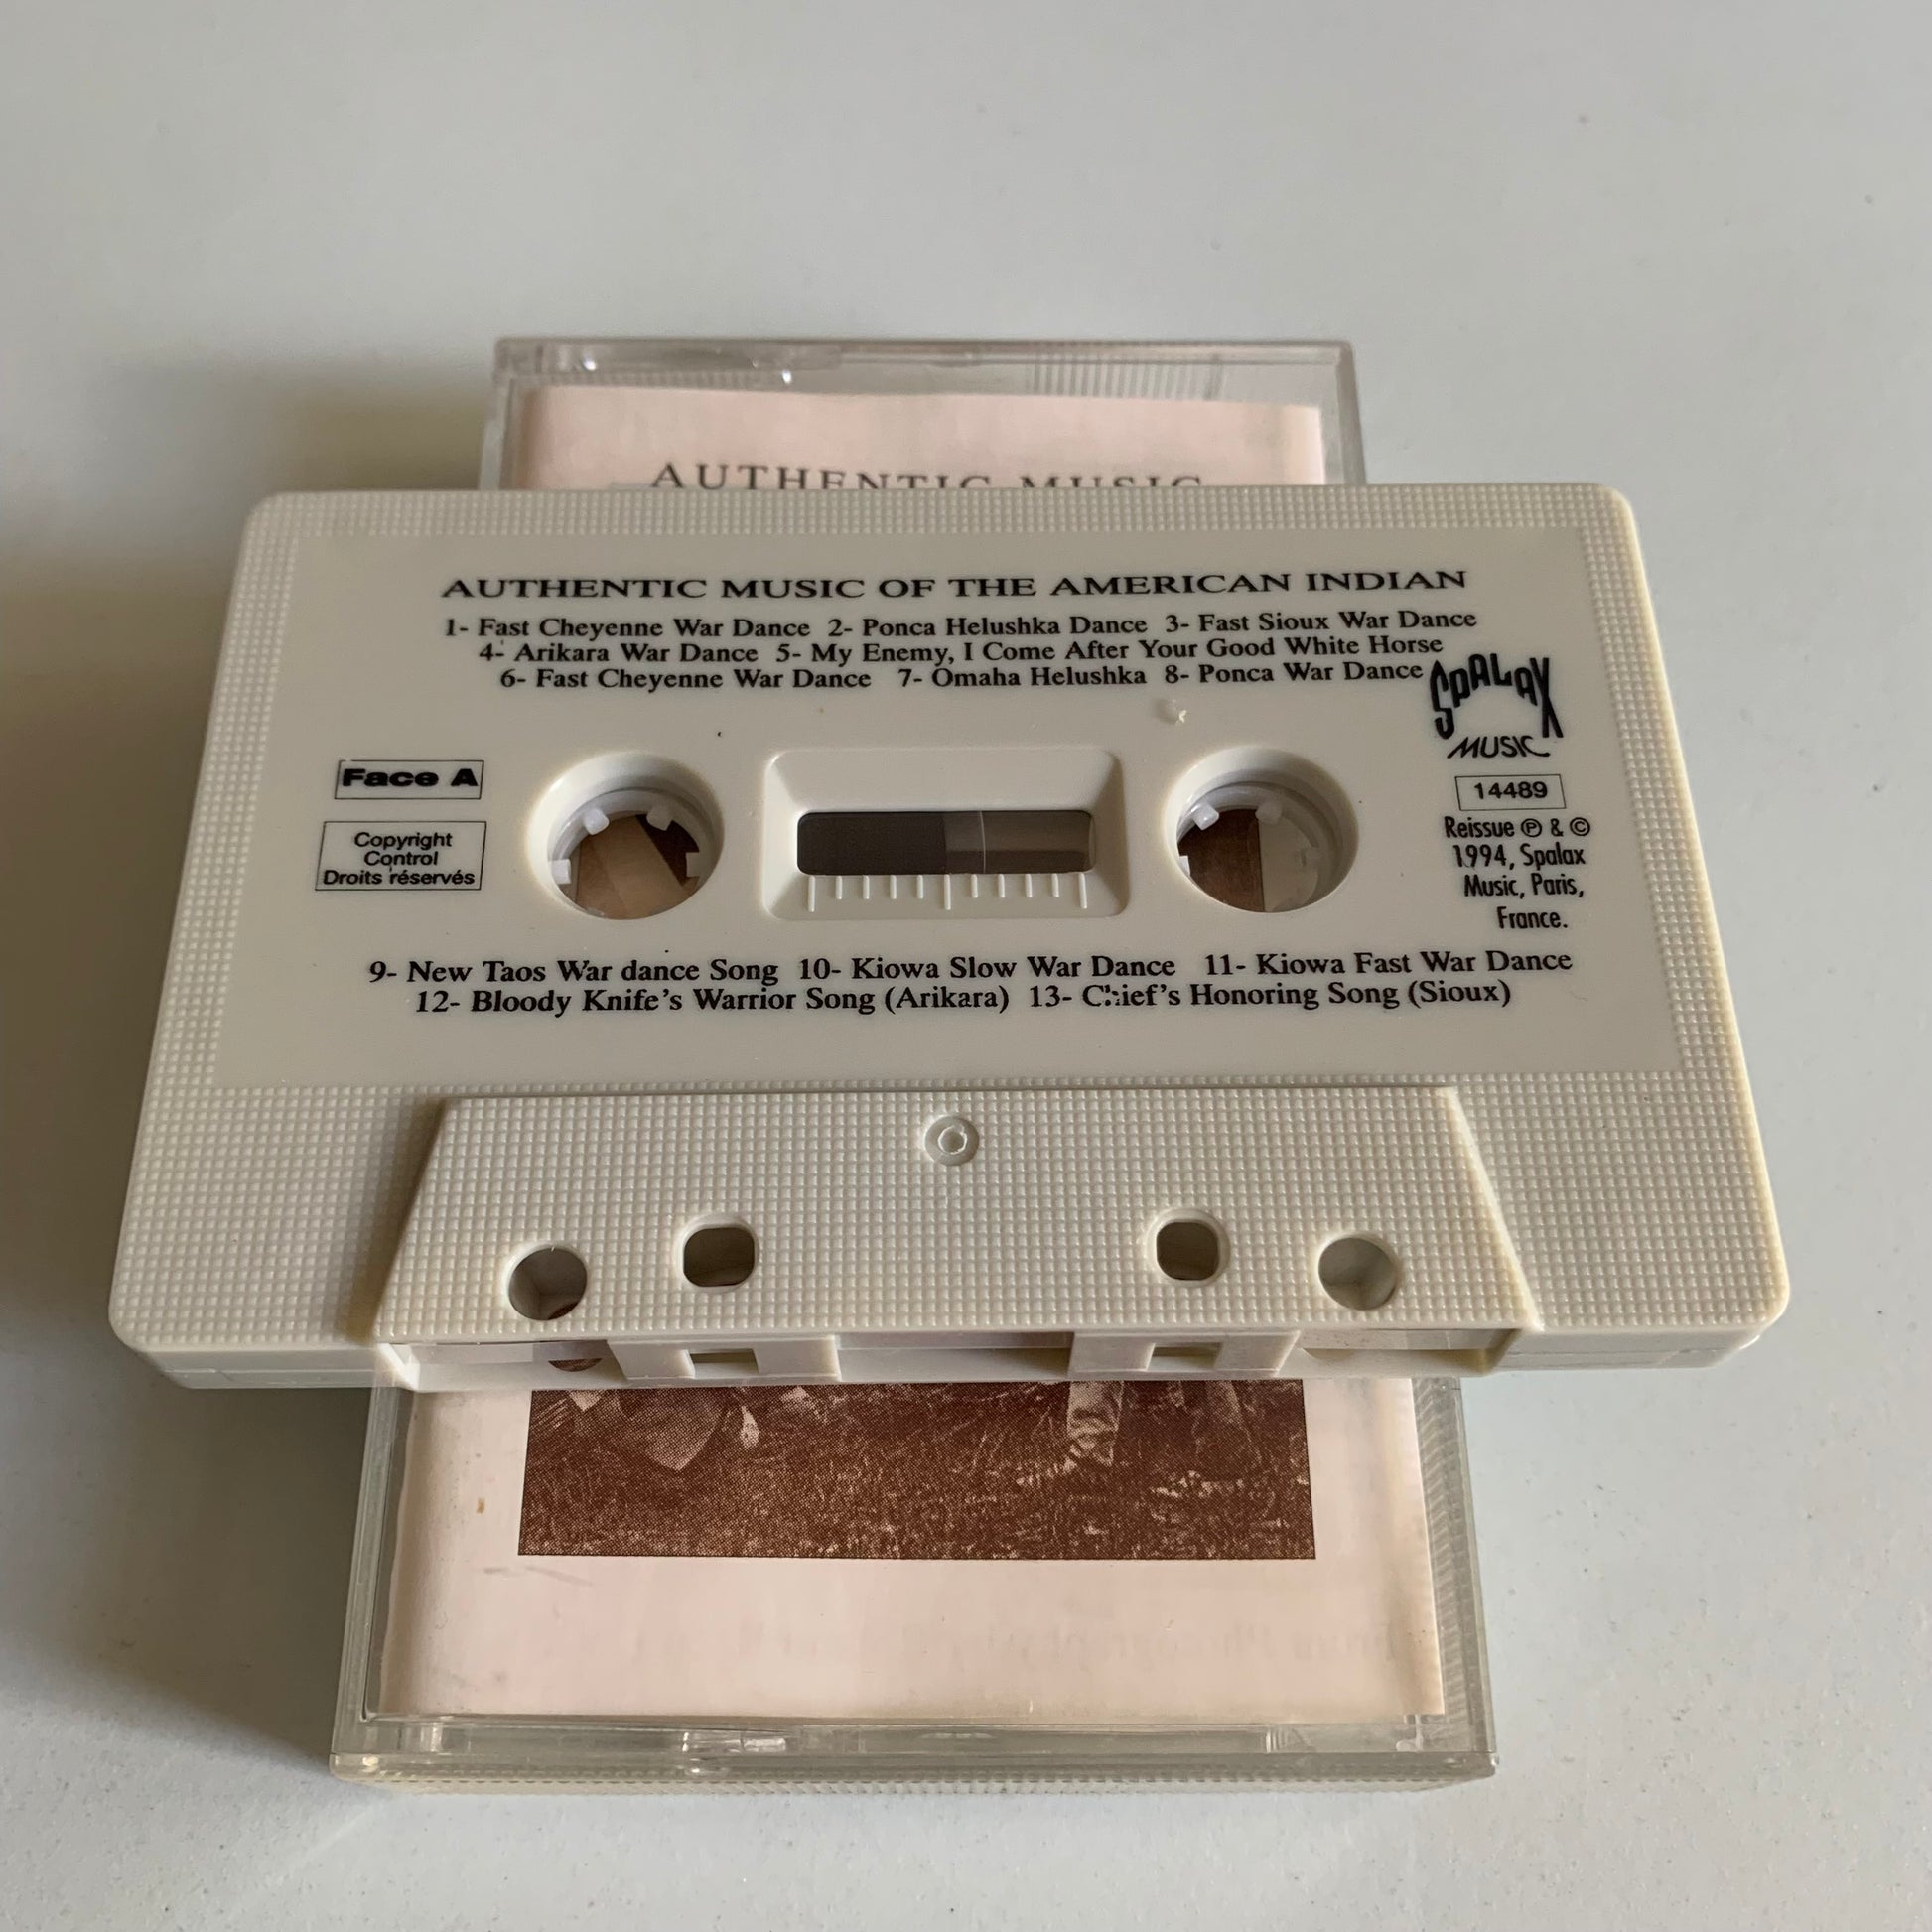 AUTHENTIC MUSIC
AUTHENTIC MUSIC OF THE AMERICAN INDIAN
1- Fast Cheyenne War Dance 2- Ponca Helushka Dance 3- Fast Sioux War Dance
4- Arikara War Dance 5- My Enemy, I Come After Your Good White Horse
6- Fast Cheyenne War Dance 7- Omaha Helushka 8- Ponca War Dance
SPALAX
MUSIC
Face A
14489
Copyright
Control
Droits réservés
Reissue ℗ & ©
1994, Spalax
Music, Paris,
France.
9- New Taos War dance Song 10- Kiowa Slow War Dance 11- Kiowa Fast War Dance
12- Bloody Knife's Warrior Song (Arikara) 13- Chief's Honoring Song (Sioux)